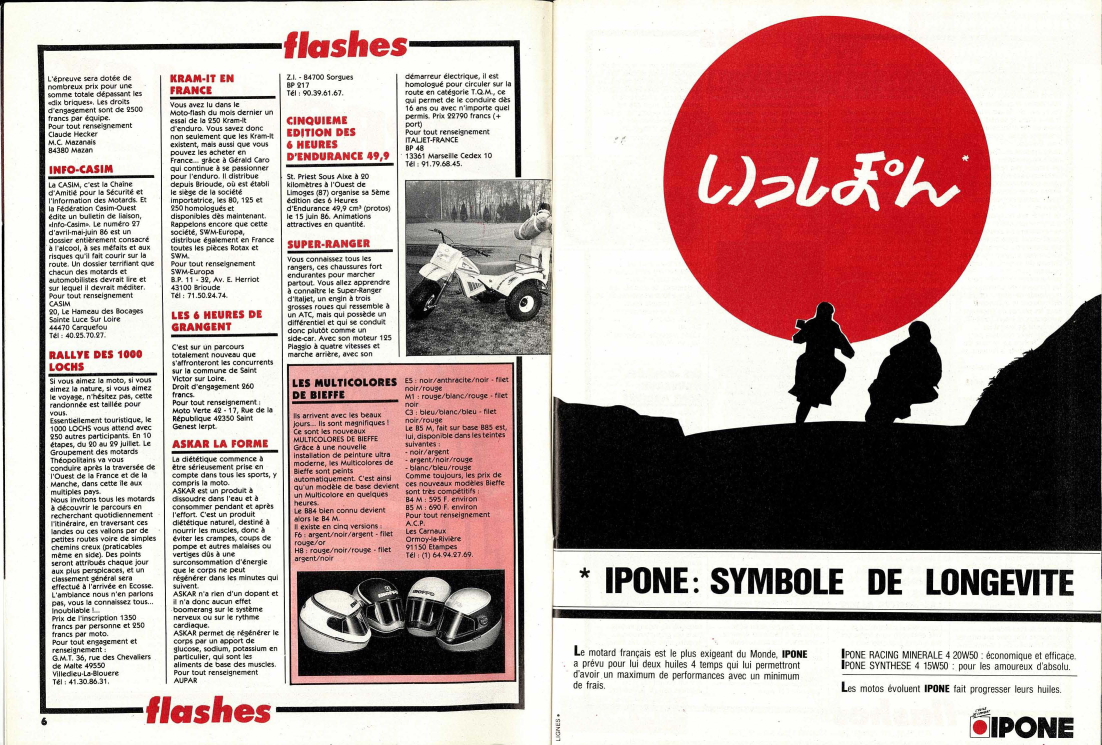 flashes
L'épreuve sera dotée de
nombreux prix pour une
somme totale dépassant les
«dix briques». Les droits
d'engagement sont de 2500
francs par équipe.
Pour tout renseignement
Claude Hecker
M.C. Mazanais
84380 Mazan
INFO-CASIM
La CASIM, c'est la Chaîne
d'Amitié pour la Sécurité et
l'Information des Motards. Et
la Fédération Casim-Ouest
édite un bulletin de liaison,
«Info-Casim». Le numéro 27
d'avril-mai-juin 86 est un
dossier entièrement consacré
à l'alcool, à ses méfaits et aux
risques qu'il fait courir sur la
route. Un dossier terrifiant que
chacun des motards et
automobilistes devrait lire et
sur lequel il devrait méditer.
Pour tout renseignement
CASIM
20, Le Hameau des Bocages
Sainte Luce Sur Loire
44470 Carquefou
Tél : 40.25.70.27.
RALLYE DES 1000
LOCHS
Si vous aimez la moto, si vous
aimez la nature, si vous aimez
le voyage, n'hésitez pas, cette
randonnée est taillée pour
vous.
Essentiellement touristique, le
1000 LOCHS vous attend avec
250 autres participants. En 10
étapes, du 20 au 29 juillet. Le
Groupement des motards
Théopolitains va vous
conduire après la traversée de
l'Ouest de la France et de la
Manche, dans cette île aux
multiples pays.
Nous invitons tous les motards
à découvrir le parcours en
recherchant quotidiennement
l'itinéraire, en traversant ces
landes ou ces vallons par de
petites routes voire de simples
chemins creux (praticables
même en side). Des points
seront attribués chaque jour
aux plus perspicaces, et un
classement général sera
effectué à l'arrivée en Ecosse.
L'ambiance nous n'en parlons
pas, vous la connaissez tous...
Inoubliable !...
Prix de l'inscription 1350
francs par personne et 250
francs par moto.
Pour tout engagement et
renseignement :
G.M.T. 36, rue des Chevaliers
de Malte 49550
Villedieu-La-Blouere
Tél : 41.30.86.31.
KRAM-IT EN
FRANCE
Vous avez lu dans le
Moto-flash du mois dernier un
essai de la 250 Kram-It
d'enduro. Vous savez donc
non seulement que les Kram-It
existent, mais aussi que vous
pouvez les acheter en
France... grâce à Gérald Caro
qui continue à se passionner
pour l'enduro. Il distribue
depuis Brioude, où est établi
le siège de la société
importatrice, les 80, 125 et
250 homologués et
disponibles dès maintenant.
Rappelons encore que cette
société, SWM-Europa,
distribue également en France
toutes les pièces Rotax et
SWM.
Pour tout renseignement
SWM-Europa
B.P. 11 - 32, Av. E. Herriot
43100 Brioude
Tél : 71.50.24.74.
LES 6 HEURES DE
GRANGENT
C'est sur un parcours
totalement nouveau que
s'affronteront les concurrents
sur la commune de Saint
Victor sur Loire.
Droit d'engagement 260
francs.
Pour tout renseignement :
Moto Verte 42 - 17, Rue de la
République 42350 Saint
Genest lerpt.
ASKAR LA FORME
La diététique commence à
être sérieusement prise en
compte dans tous les sports, y
compris la moto.
ASKAR est un produit à
dissoudre dans l'eau et à
consommer pendant et après
l'effort. C'est un produit
diététique naturel, destiné à
nourrir les muscles, donc à
éviter les crampes, coups de
pompe et autres malaises ou
vertiges dûs à une
surconsommation d'énergie
que le corps ne peut
régénérer dans les minutes qui
suivent.
ASKAR n'a rien d'un dopant et
il n'a donc aucun effet
boomerang sur le système
nerveux ou sur le rythme
cardiaque.
ASKAR permet de régénérer le
corps par un apport de
glucose, sodium, potassium en
particulier, qui sont les
aliments de base des muscles.
Pour tout renseignement
AUPAR
Z.I. - 84700 Sorgues
BP 217
Tél : 90.39.61.67.
CINQUIEME
EDITION DES
6 HEURES
D'ENDURANCE 49,9
St. Priest Sous Aixe à 20
kilomètres à l'Ouest de
Limoges (87) organise sa 5ème
édition des 6 Heures
d'Endurance 49,9 cm³ (protos)
le 15 juin 86. Animations
attractives en quantité.
SUPER-RANGER
Vous connaissez tous les
rangers, ces chaussures fort
endurantes pour marcher
partout. Vous allez apprendre
à connaître le Super-Ranger
d'Italjet, un engin à trois
grosses roues qui ressemble à
un ATC, mais qui possède un
différentiel et qui se conduit
donc plutôt comme un
side-car. Avec son moteur 125
Piaggio à quatre vitesses et
marche arrière, avec son
démarreur électrique, il est
homologué pour circuler sur la
route en catégorie T.Q.M., ce
qui permet de le conduire dès
16 ans ou avec n'importe quel
permis. Prix 22790 francs (+
port)
Pour tout renseignement
ITALJET-FRANCE
BP 48
13361 Marseille Cedex 10
Tél : 91.79.68.45.
LES MULTICOLORES
DE BIEFFE
Ils arrivent avec les beaux
jours... Ils sont magnifiques !
Ce sont les nouveaux
MULTICOLORES DE BIEFFE
Grâce à une nouvelle
installation de peinture ultra
moderne, les Multicolores de
Bieffe sont peints
automatiquement. C'est ainsi
qu'un modèle de base devient
un Multicolore en quelques
heures.
Le B84 bien connu devient
alors le B4 M.
Il existe en cinq versions :
F6 : argent/noir/argent - filet
rouge/or
H8 : rouge/noir/rouge - filet
argent/noir
E5 : noir/anthracite/noir - filet
noir/rouge
M1 : rouge/blanc/rouge - filet
noir
C3 : bleu/blanc/bleu - filet
noir/rouge
Le B5 M, fait sur base B85 est,
lui, disponible dans les teintes
suivantes :
- noir/argent
- argent/noir/rouge
- blanc/bleu/rouge
Comme toujours, les prix de
ces nouveaux modèles Bieffe
sont très compétitifs :
B4 M : 595 F. environ
B5 M : 690 F. environ
Pour tout renseignement
A.C.P.
Les Carnaux
Ormoy-la-Rivière
91150 Etampes
Tél : (1) 64.94.27.69.
flashes
6
いっしぽん*
* IPONE : SYMBOLE DE LONGEVITE
Le motard français est le plus exigeant du Monde, IPONE
a prévu pour lui deux huiles 4 temps qui lui permettront
d'avoir un maximum de performances avec un minimum
de frais.
IPONE RACING MINERALE 4 20W50 : économique et efficace.
IPONE SYNTHESE 4 15W50 : pour les amoureux d'absolu.
Les motos évoluent IPONE fait progresser leurs huiles.
IPONE
LIGNES